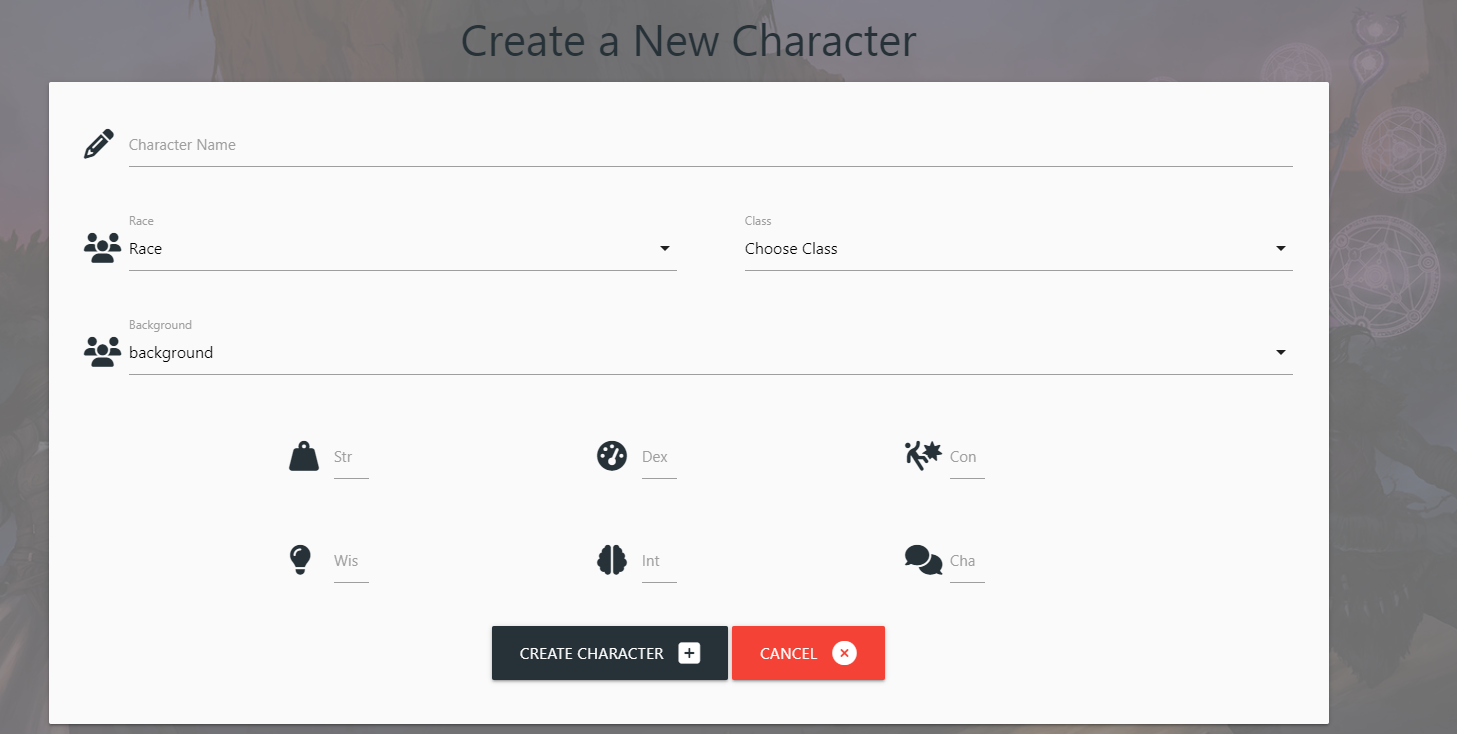 Create a New Character
Character Name
Race Class
Race Choose Class
Background
background
Str Dex Con
Wis Int Cha
CREATE CHARACTER CANCEL